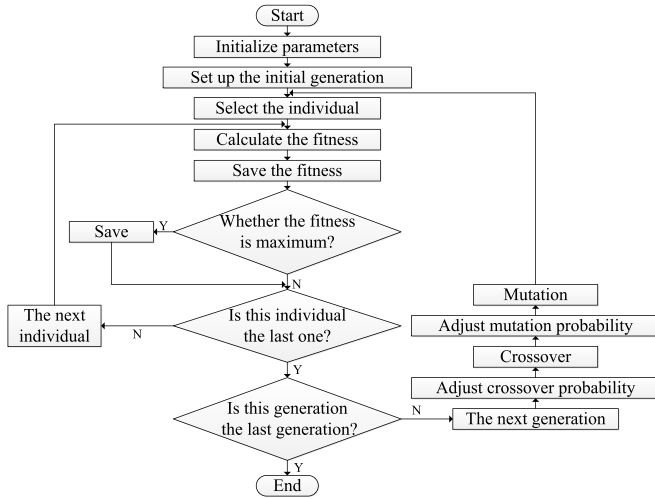 Start
Initialize parameters
Set up the initial generation
Select the individual
Calculate the fitness
Save the fitness
Whether the fitness
is maximum?
Y
Save
N
Is this individual
the last one?
N
The next
individual
Y
Is this generation
the last generation?
N
The next generation
Adjust crossover probability
Crossover
Adjust mutation probability
Mutation
Y
End